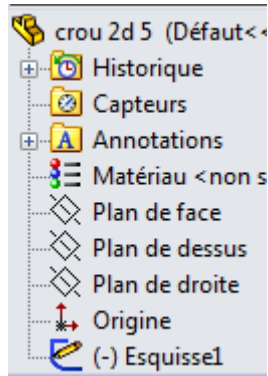 crou 2d 5 (Défaut<<
Historique
Capteurs
Annotations
Matériau <non s
Plan de face
Plan de dessus
Plan de droite
Origine
(-) Esquisse1